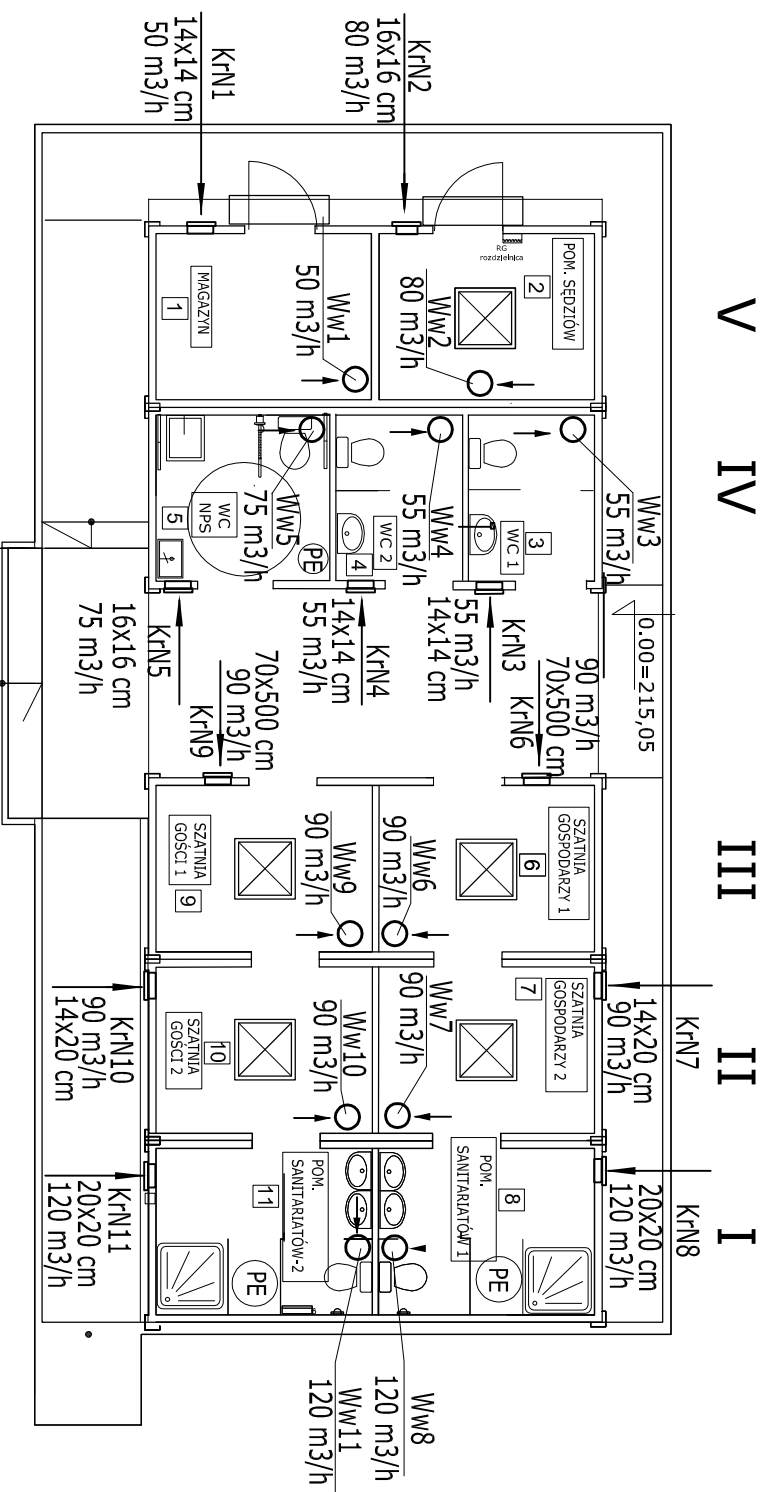 V
IV
III
II
I
KrN1
14x14 cm
50 m3/h
KrN2
16x16 cm
80 m3/h
RG
rozdzielnica
POM. SĘDZIÓW
2
Ww2
80 m3/h
MAGAZYN
1
Ww1
50 m3/h
Ww3
55 m3/h
WC 1
3
Ww4
55 m3/h
WC 2
4
Ww5
75 m3/h
WC
NPS
5
PE
0.00=215,05
KrN3
55 m3/h
14x14 cm
KrN4
14x14 cm
55 m3/h
KrN5
16x16 cm
75 m3/h
90 m3/h
70x500 cm
KrN6
70x500 cm
90 m3/h
KrN9
SZATNIA
GOSPODARZY 1
6
Ww6
90 m3/h
Ww9
90 m3/h
SZATNIA
GOŚCI 1
9
KrN7
14x20 cm
90 m3/h
SZATNIA
GOSPODARZY 2
7
Ww7
90 m3/h
Ww10
90 m3/h
10
SZATNIA
GOŚCI 2
KrN10
90 m3/h
14x20 cm
KrN8
20x20 cm
120 m3/h
8
POM.
SANITARIATÓW 1
PE
POM.
SANITARIATÓW-2
11
PE
KrN11
20x20 cm
120 m3/h
Ww8
120 m3/h
Ww11
120 m3/h